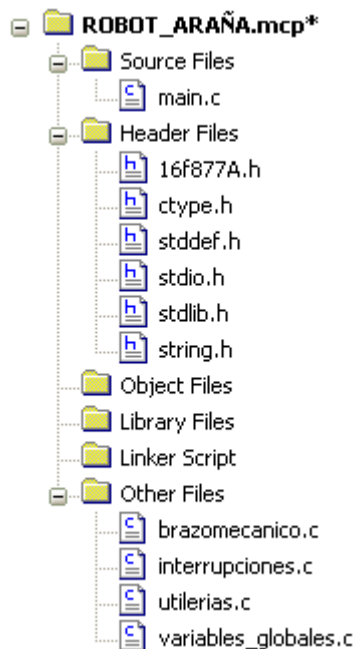 ROBOT_ARAÑA.mcp*
Source Files
main.c
Header Files
16f877A.h
ctype.h
stddef.h
stdio.h
stdlib.h
string.h
Object Files
Library Files
Linker Script
Other Files
brazomecanico.c
interrupciones.c
utilerias.c
variables_globales.c